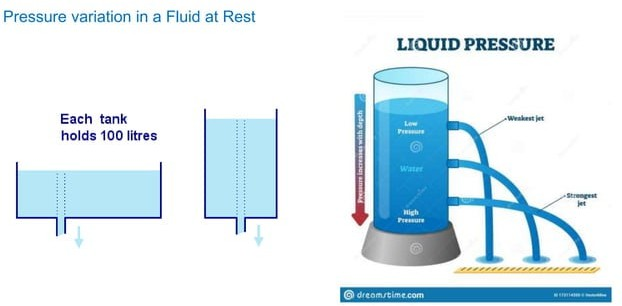 Pressure variation in a Fluid at Rest
Each tank
holds 100 litres
LIQUID PRESSURE
Pressure increases with depth
Low
Pressure
Water
High
Pressure
Weakest jet
Strongest
jet
dreamstime.com